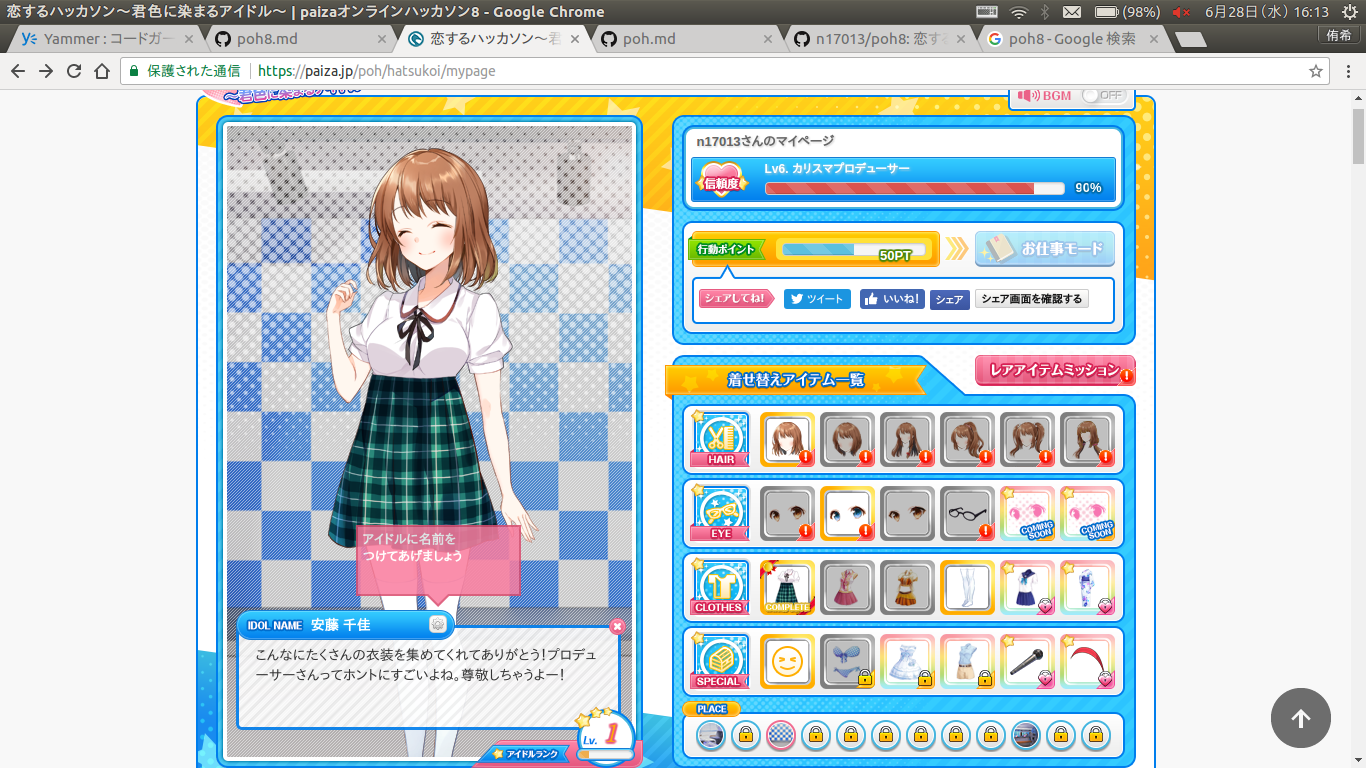 恋するハッカソン～君色に染まるアイドル～ | paizaオンラインハッカソン8 - Google Chrome
(98%)
6月28日(水) 16:13
Yammer : コードガー
poh8.md
恋するハッカソン～君
poh.md
n17013/poh8: 恋する
poh8 - Google 検索
侑希
保護された通信
https://paiza.jp/poh/hatsukoi/mypage
～君色に染まるアイドル～
BGM
OFF
n17013さんのマイページ
信頼度
Lv6. カリスマプロデューサー
90%
行動ポイント
50PT
お仕事モード
シェアしてね!
ツイート
いいね!
シェア
シェア画面を確認する
着せ替えアイテム一覧
レアアイテムミッション
HAIR
EYE
COMING SOON
COMING SOON
CLOTHES
COMPLETE
SPECIAL
PLACE
アイドルに名前を
つけてあげましょう
IDOL NAME 安藤 千佳
こんなにたくさんの衣装を集めてくれてありがとう!プロデュ
ーサーさんってホントにすごいよね。尊敬しちゃうよー!
アイドルランク
Lv. 1